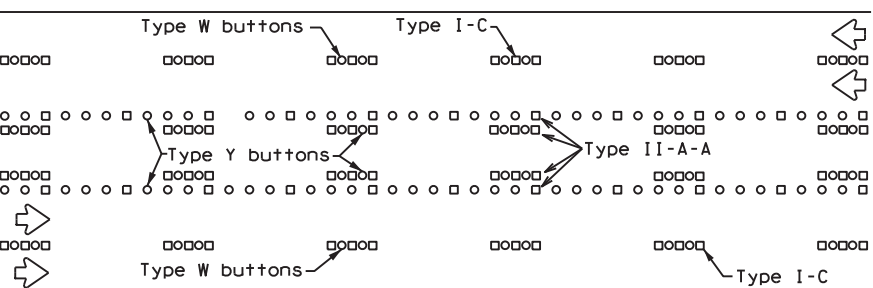 Type W buttons
Type I-C
Type Y buttons
Type II-A-A
Type W buttons
Type I-C